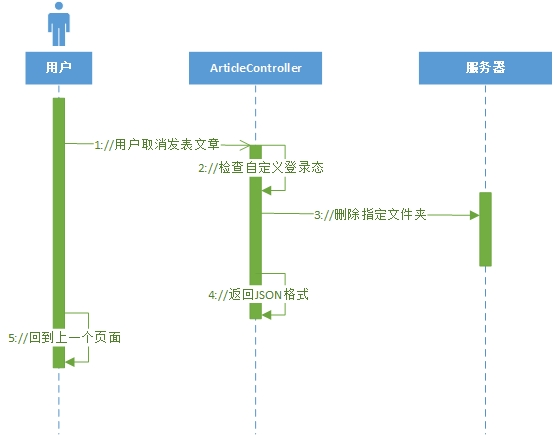 用户
ArticleController
服务器
1://用户取消发表文章
2://检查自定义登录态
3://删除指定文件夹
4://返回JSON格式
5://回到上一个页面